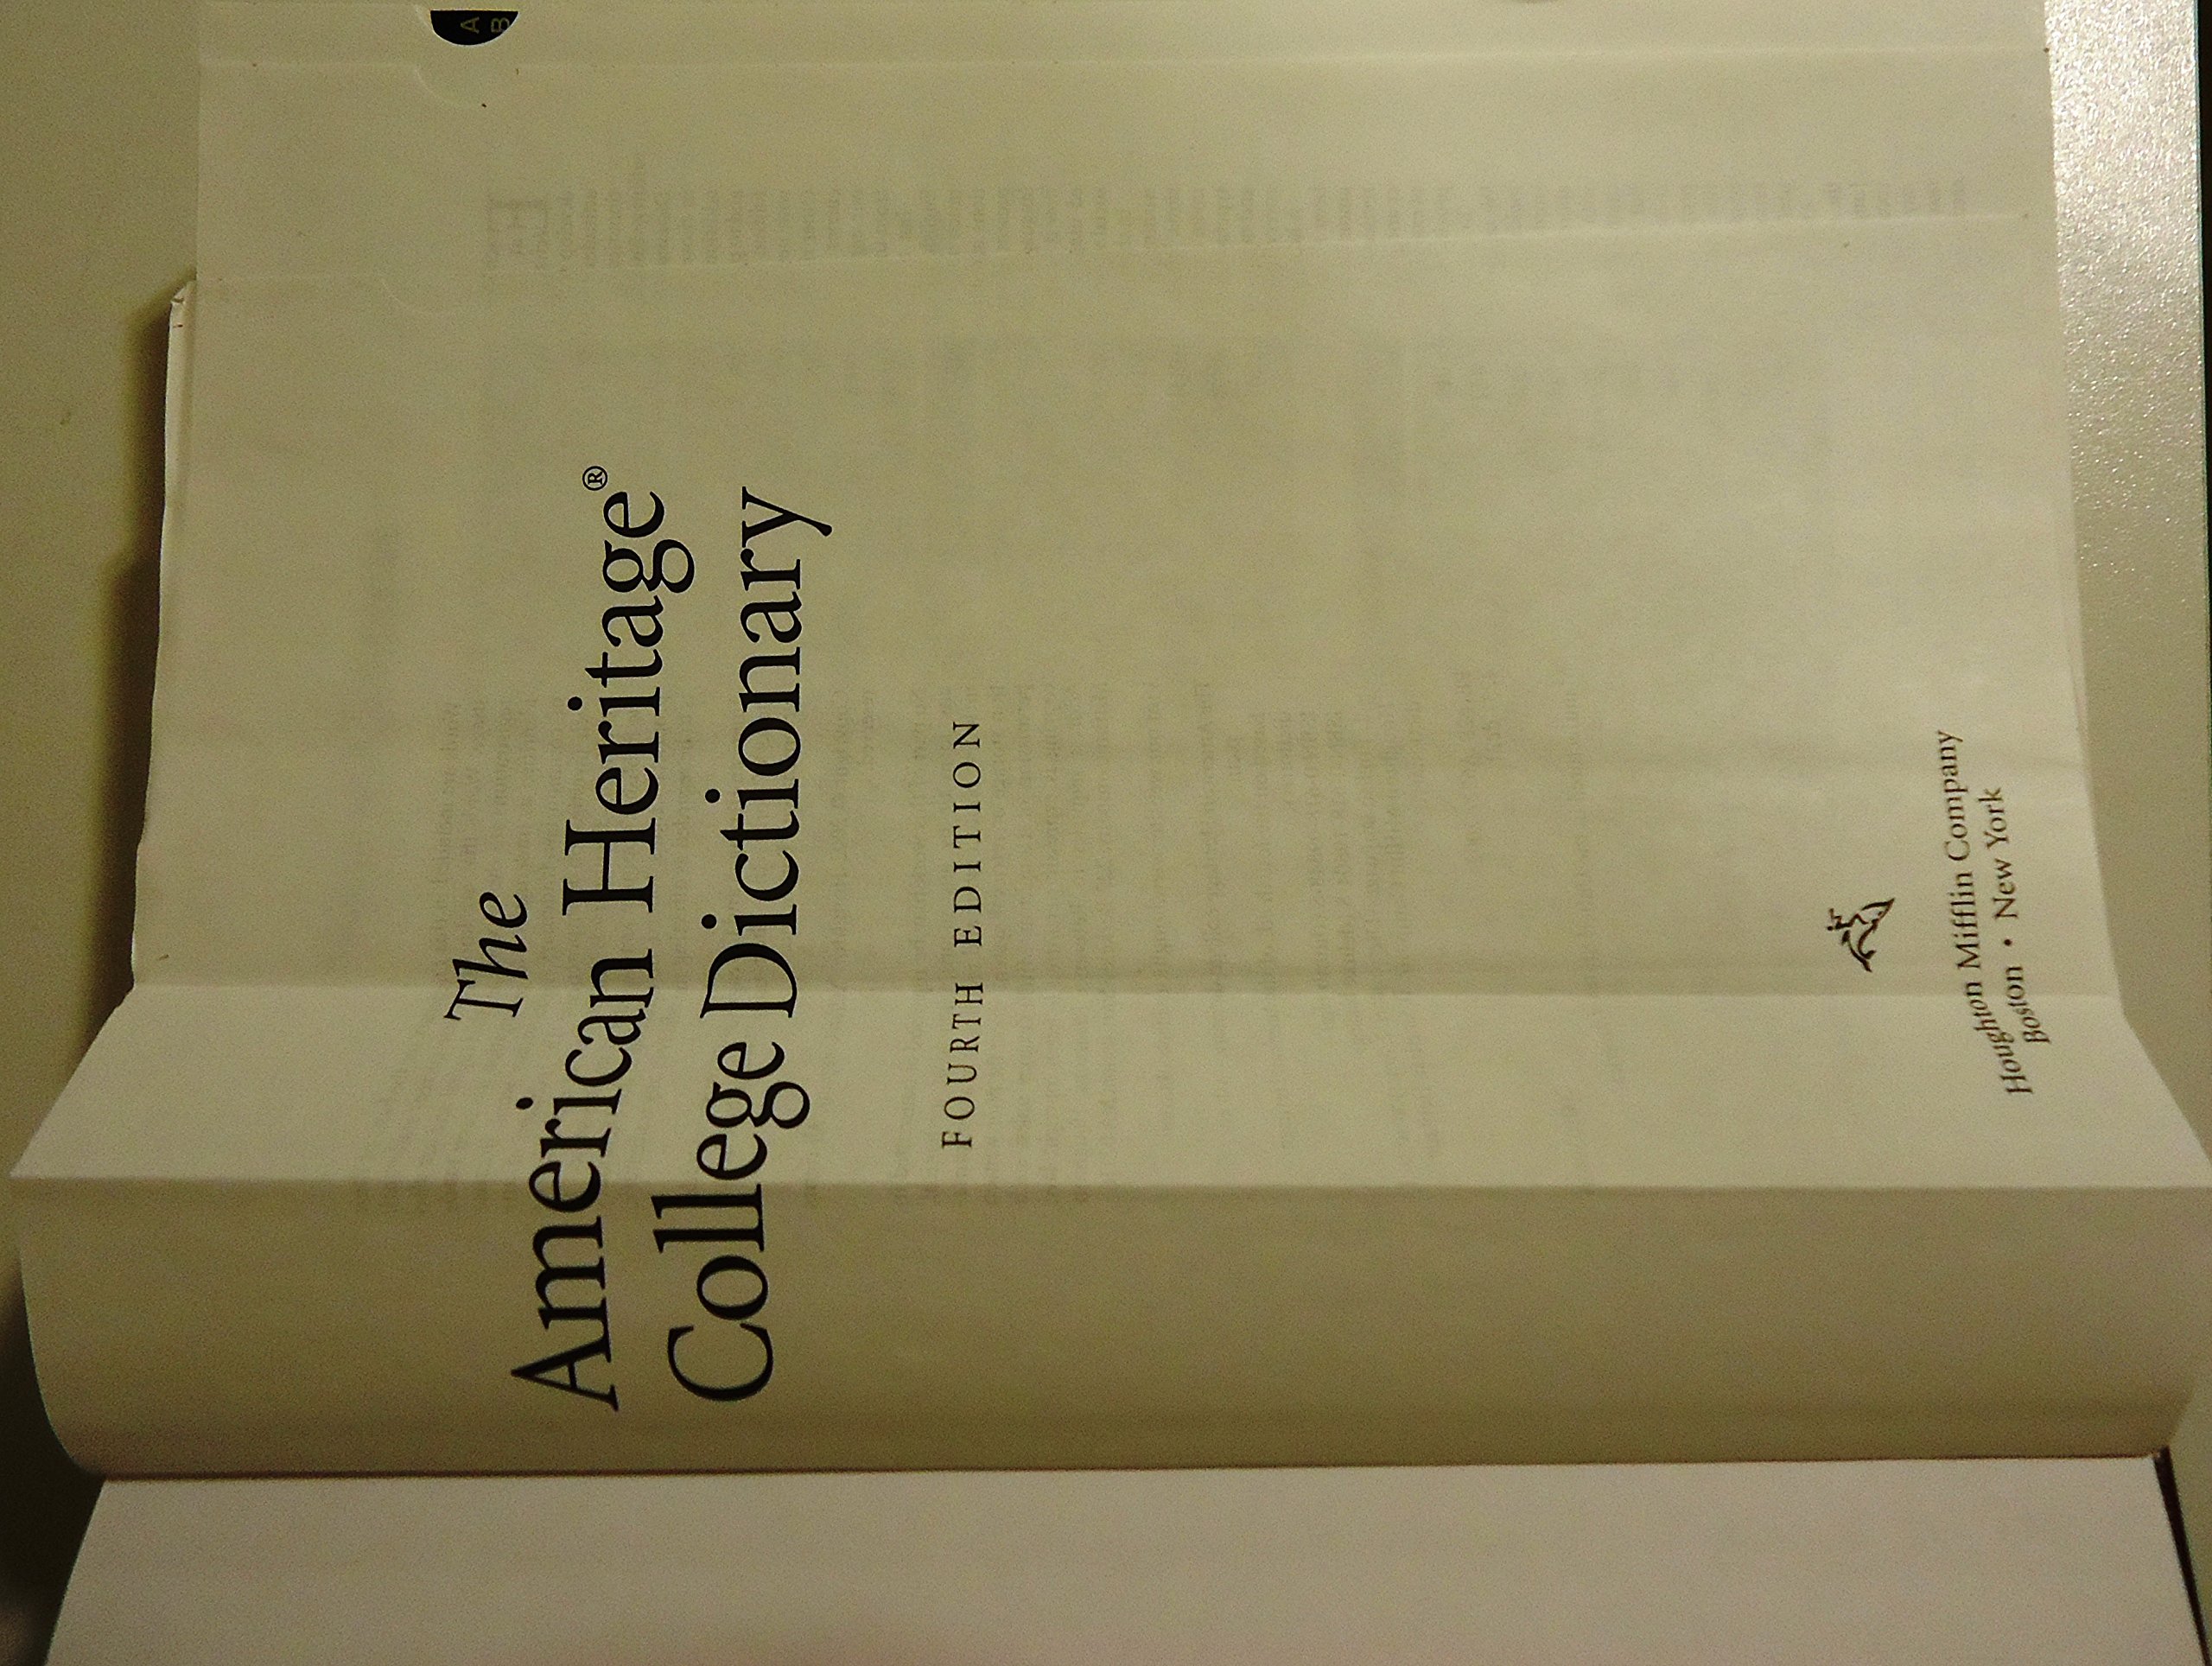 The
American Heritage®
College Dictionary
FOURTH EDITION
Houghton Mifflin Company
Boston • New York
A
B